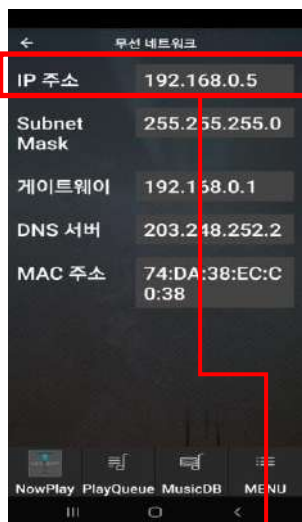 무선 네트워크
IP 주소 192.168.0.5
Subnet 255.255.255.0
Mask
게이트웨이 192.168.0.1
DNS 서버 203.248.252.2
MAC 주소 74:DA:38:EC:C
0:38
NowPlay PlayQueue MusicDB MENU